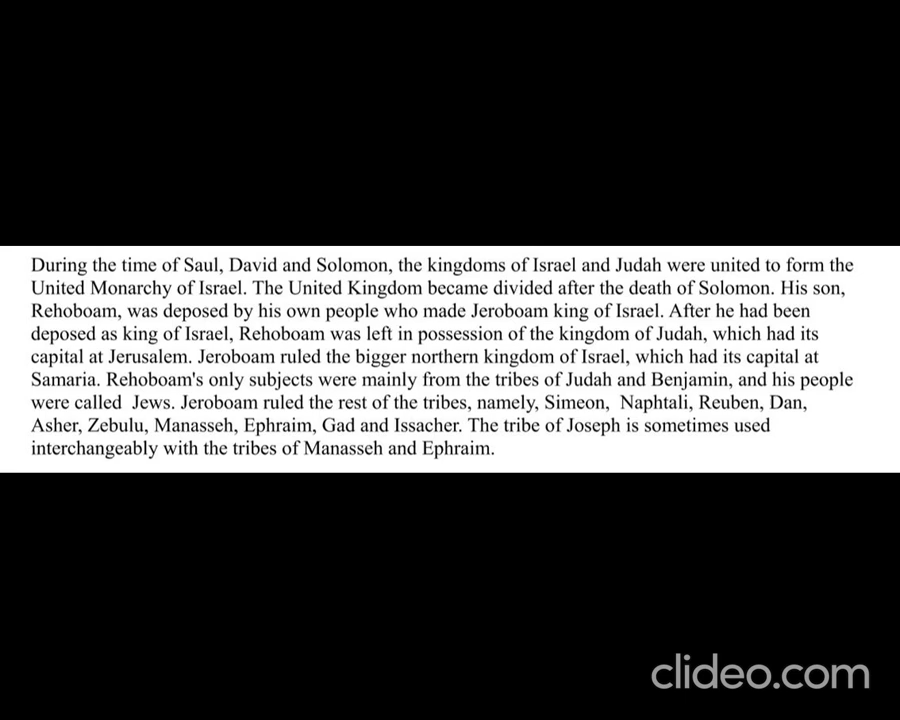 During the time of Saul, David and Solomon, the kingdoms of Israel and Judah were united to form the
United Monarchy of Israel. The United Kingdom became divided after the death of Solomon. His son,
Rehoboam, was deposed by his own people who made Jeroboam king of Israel. After he had been
deposed as king of Israel, Rehoboam was left in possession of the kingdom of Judah, which had its
capital at Jerusalem. Jeroboam ruled the bigger northern kingdom of Israel, which had its capital at
Samaria. Rehoboam's only subjects were mainly from the tribes of Judah and Benjamin, and his people
were called  Jews. Jeroboam ruled the rest of the tribes, namely, Simeon,  Naphtali, Reuben, Dan,
Asher, Zebulu, Manasseh, Ephraim, Gad and Issacher. The tribe of Joseph is sometimes used
interchangeably with the tribes of Manasseh and Ephraim.
clideo.com